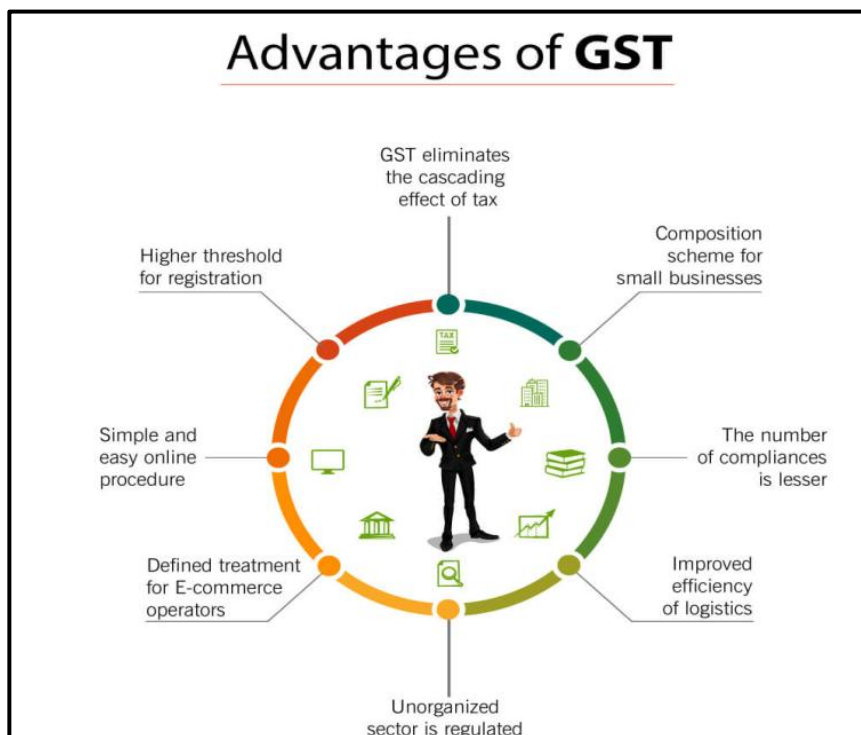 Advantages of GST
GST eliminates
the cascading
effect of tax
Composition
scheme for
small businesses
The number
of compliances
is lesser
Improved
efficiency
of logistics
Unorganized
sector is regulated
Defined treatment
for E-commerce
operators
Simple and
easy online
procedure
Higher threshold
for registration
TAX